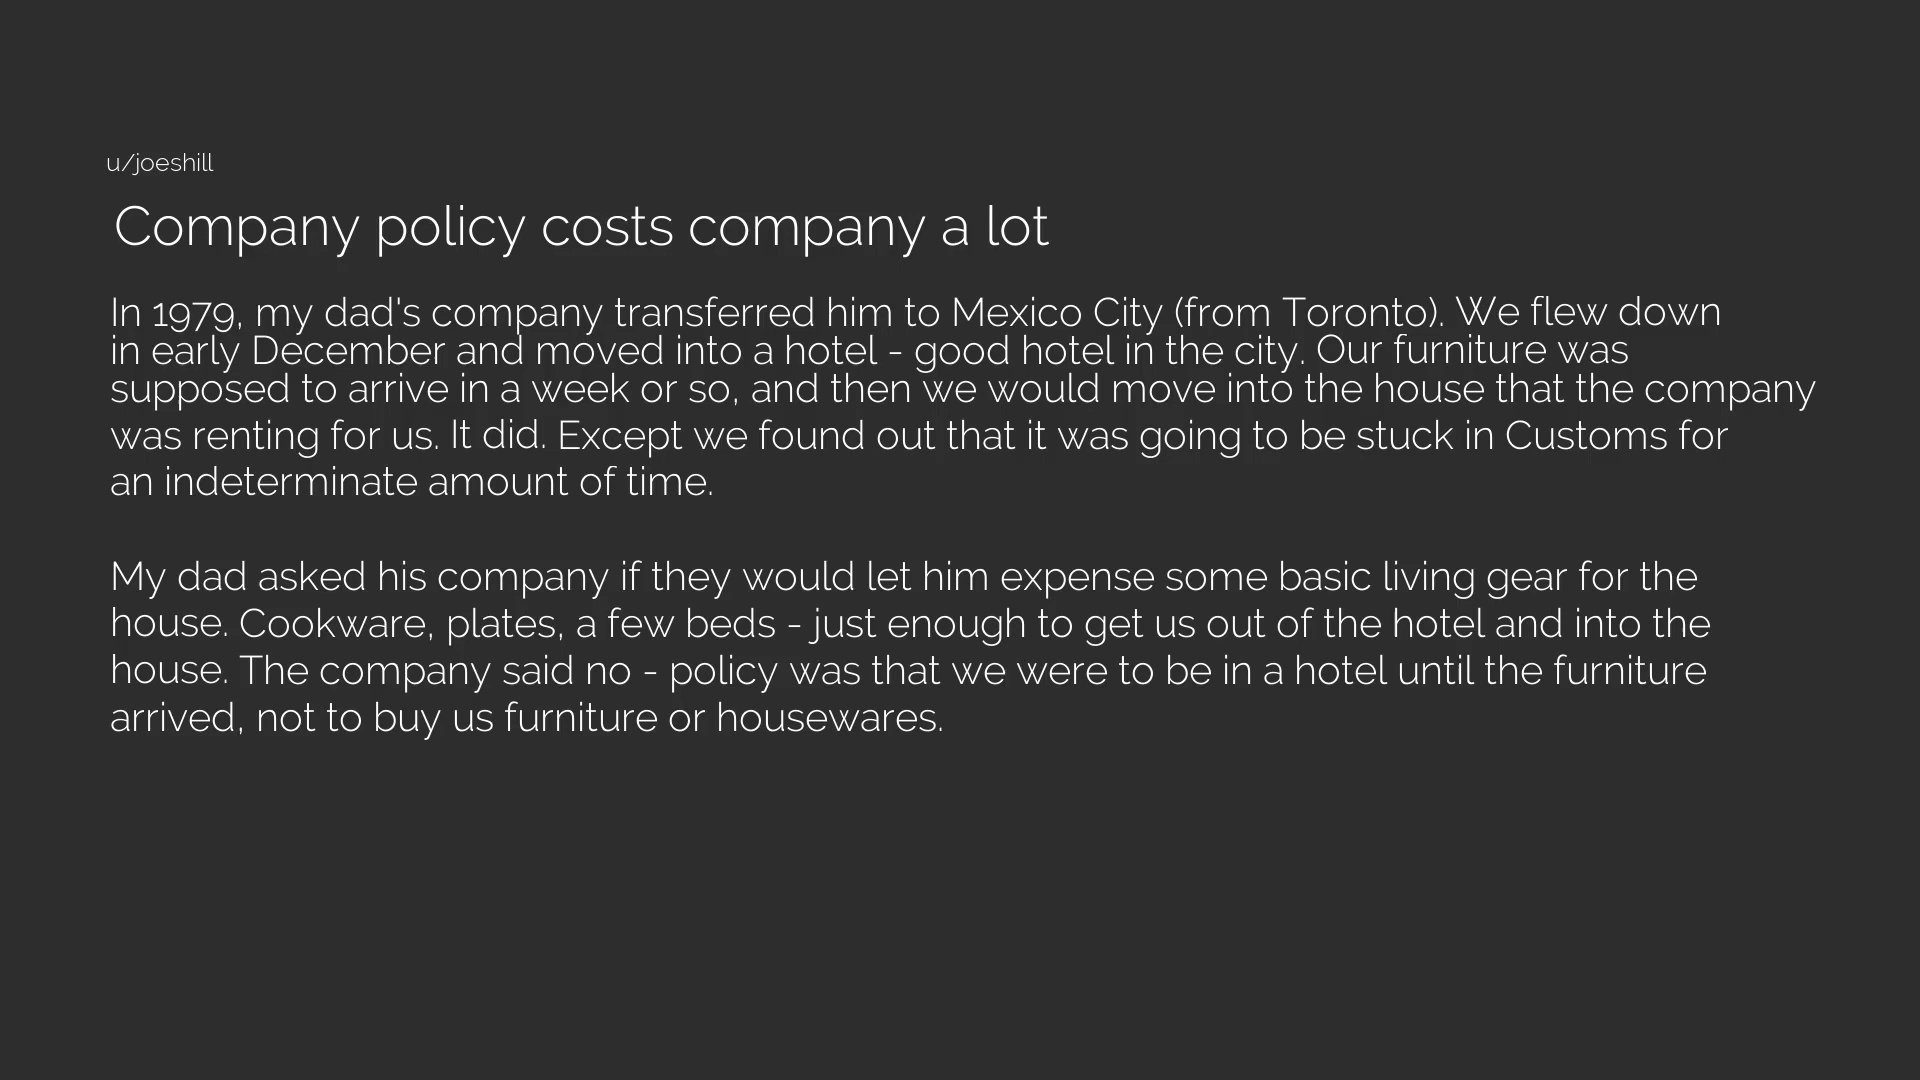 u/joeshill
Company policy costs company a lot
In 1979, my dad's company transferred him to Mexico City (from Toronto). We flew down
in early December and moved into a hotel - good hotel in the city. Our furniture was
supposed to arrive in a week or so, and then we would move into the house that the company
was renting for us. It did. Except we found out that it was going to be stuck in Customs for
an indeterminate amount of time.
My dad asked his company if they would let him expense some basic living gear for the
house. Cookware, plates, a few beds - just enough to get us out of the hotel and into the
house. The company said no - policy was that we were to be in a hotel until the furniture
arrived, not to buy us furniture or housewares.